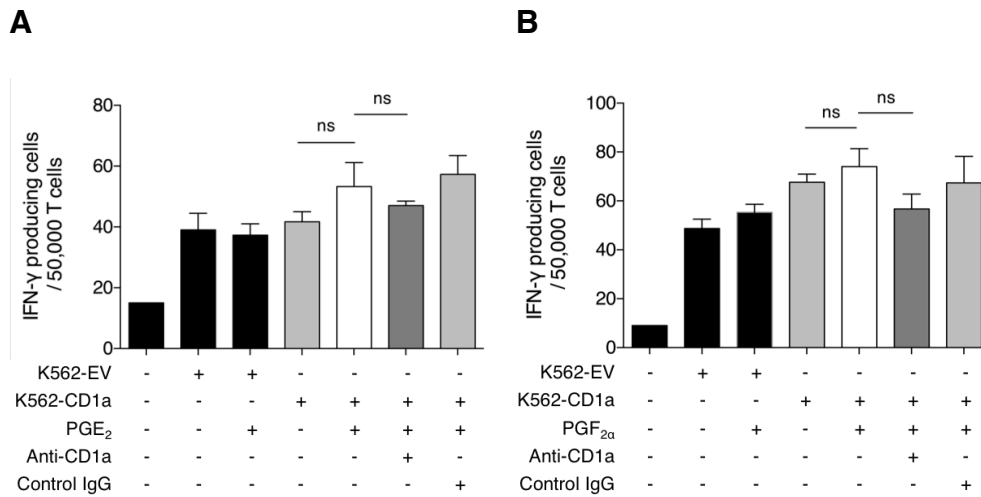 A
B
IFN-γ producing cells
/ 50,000 T cells
80
60
40
20
0
ns
ns
K562-EV - + + - - - -
K562-CD1a - - - + + + +
PGE₂ - - + - + + +
Anti-CD1a - - - - - + -
Control IgG - - - - - - +
IFN-γ producing cells
/ 50,000 T cells
100
80
60
40
20
0
ns
ns
K562-EV - + + - - - -
K562-CD1a - - - + + + +
PGF₂α - - + - + + +
Anti-CD1a - - - - - + -
Control IgG - - - - - - +